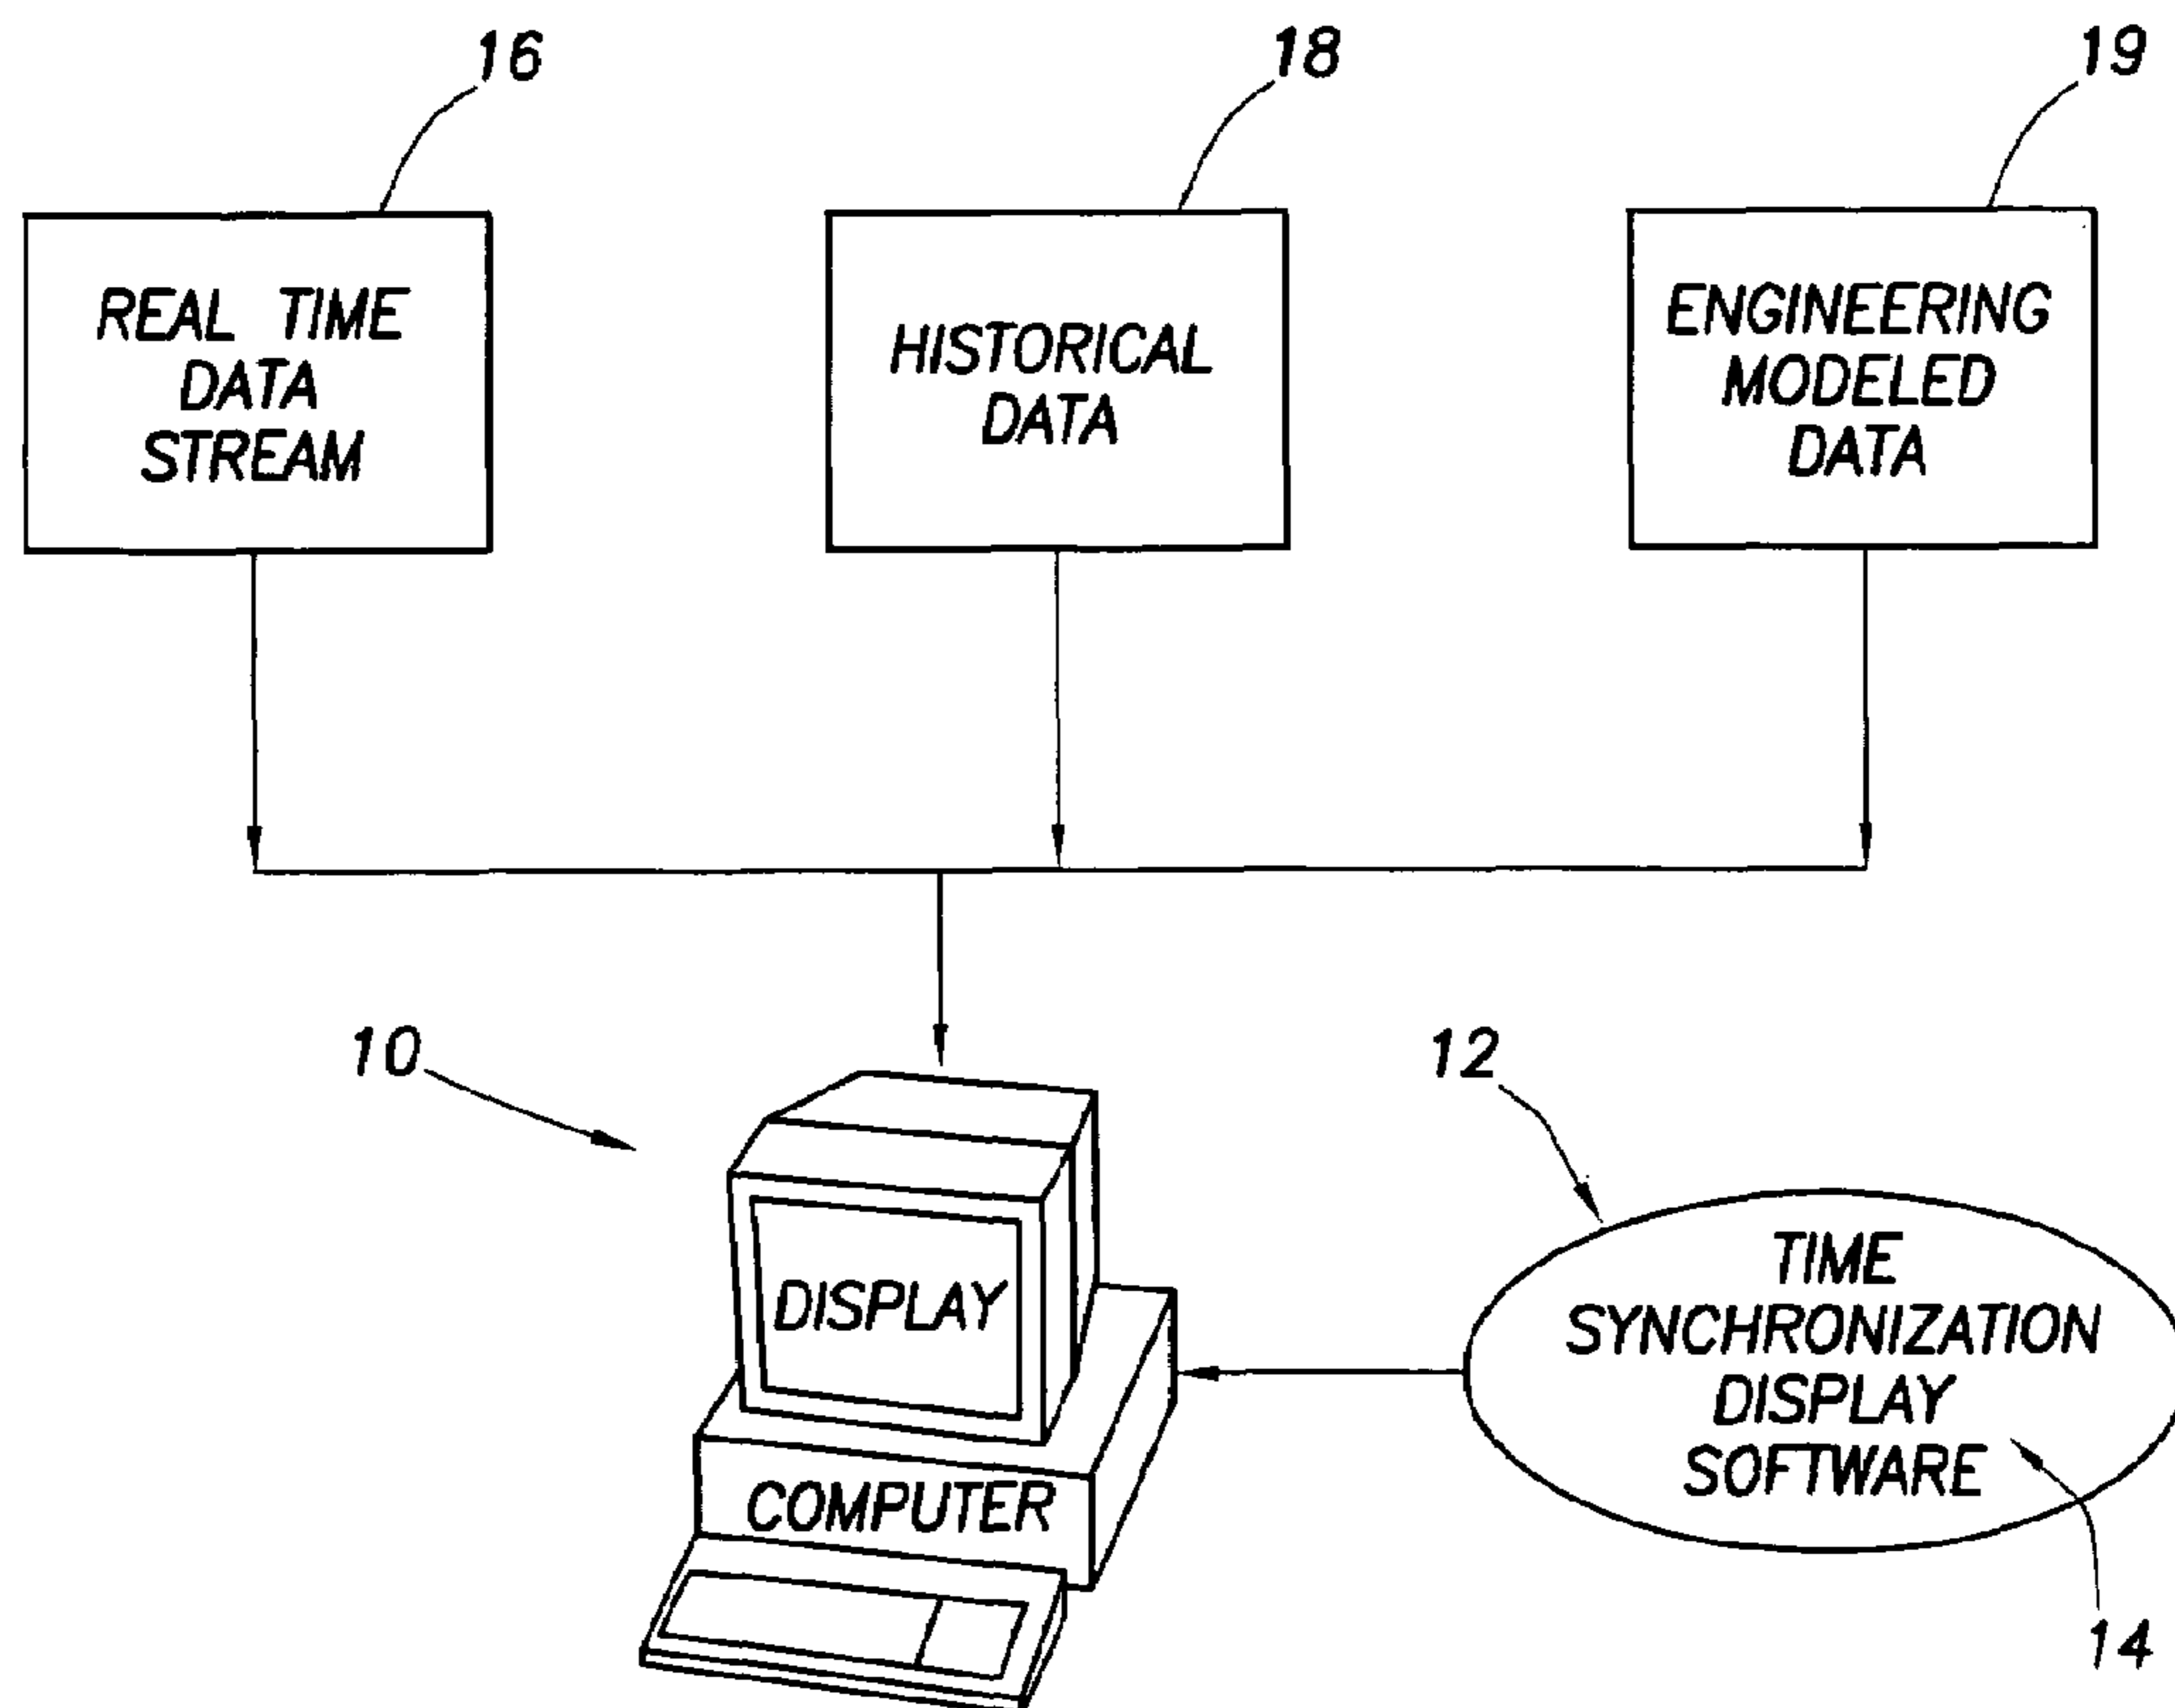 16
18
19
REAL TIME
DATA
STREAM
HISTORICAL
DATA
ENGINEERING
MODELED
DATA
10
12
DISPLAY
COMPUTER
TIME
SYNCHRONIZATION
DISPLAY
SOFTWARE
14